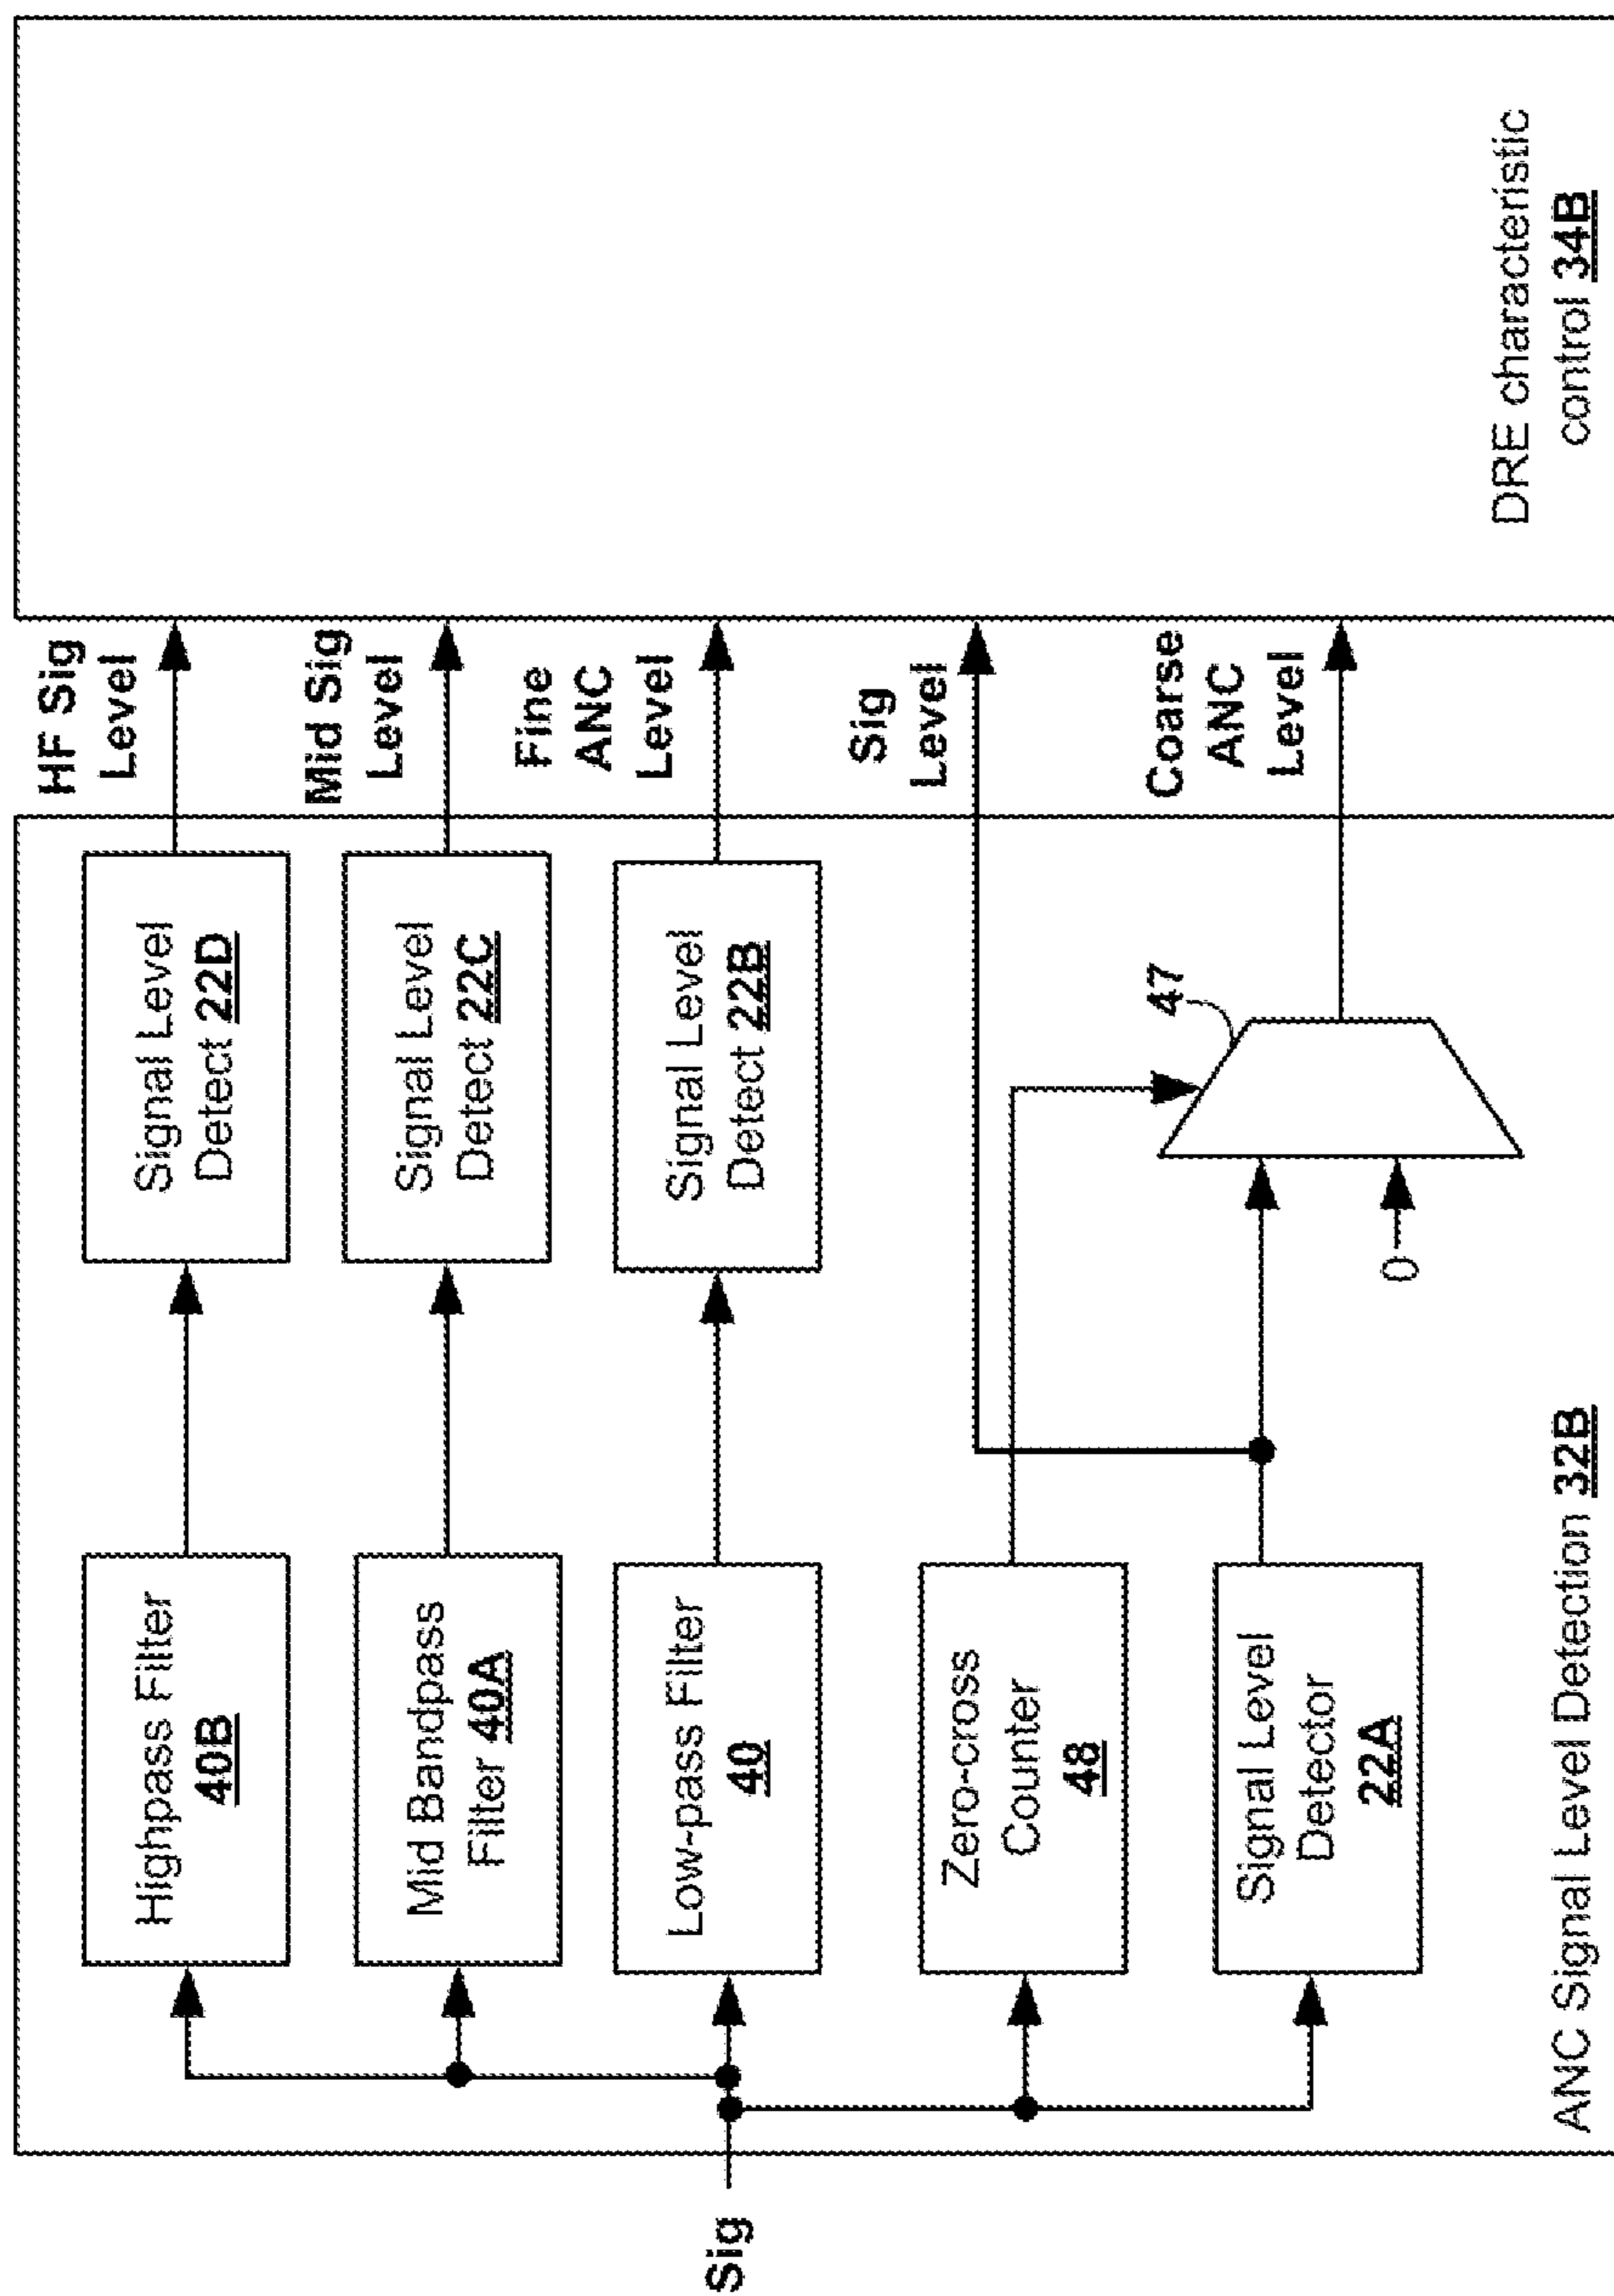 Sig
Highpass Filter
40B
Signal Level
Detect 22D
HF Sig
Level
Mid Bandpass
Filter 40A
Signal Level
Detect 22C
Mid Sig
Level
Low-pass Filter
40
Signal Level
Detect 22B
Fine
ANC
Level
Zero-cross
Counter
48
Sig
Level
Signal Level
Detector
22A
0
47
Coarse
ANC
Level
ANC Signal Level Detection 32B
DRE characteristic
control 34B